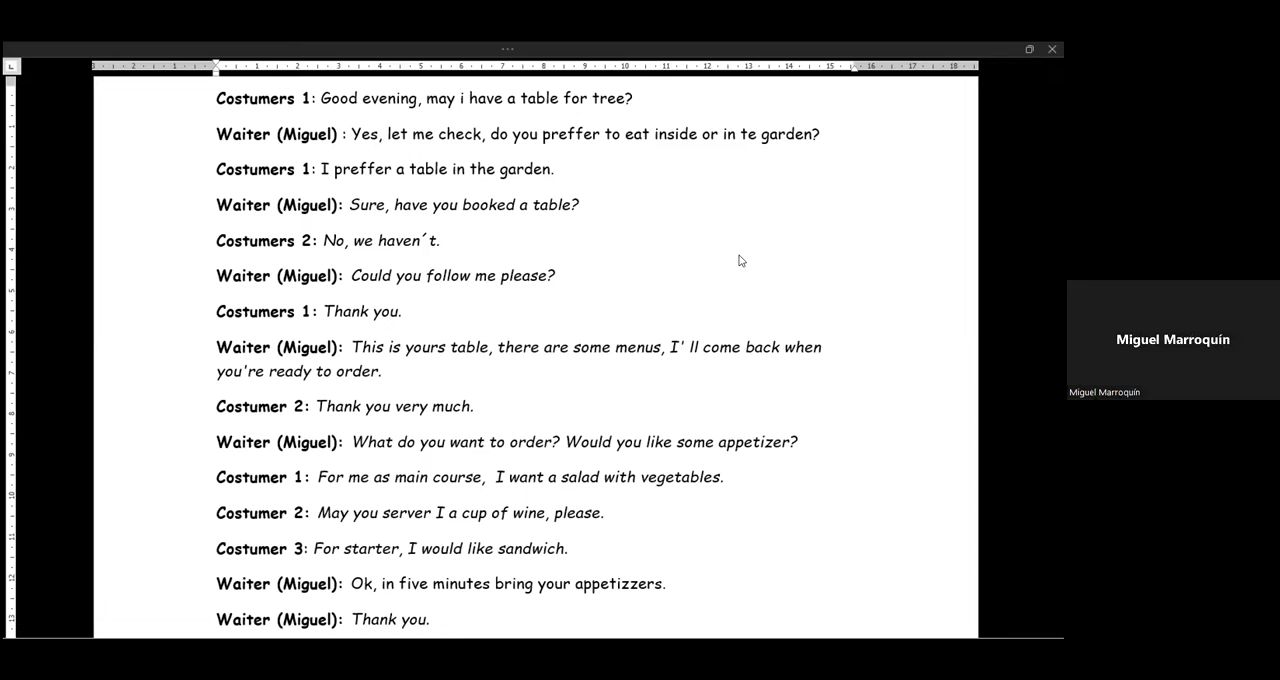 Costumers 1: Good evening, may i have a table for tree?
Waiter (Miguel) : Yes, let me check, do you preffer to eat inside or in te garden?
Costumers 1: I preffer a table in the garden.
Waiter (Miguel): Sure, have you booked a table?
Costumers 2: No, we haven´t.
Waiter (Miguel): Could you follow me please?
Costumers 1: Thank you.
Waiter (Miguel): This is yours table, there are some menus, I' ll come back when
you're ready to order.
Costumer 2: Thank you very much.
Waiter (Miguel): What do you want to order? Would you like some appetizer?
Costumer 1: For me as main course, I want a salad with vegetables.
Costumer 2: May you server I a cup of wine, please.
Costumer 3: For starter, I would like sandwich.
Waiter (Miguel): Ok, in five minutes bring your appetizzers.
Waiter (Miguel): Thank you.
Miguel Marroquín
Miguel Marroquín